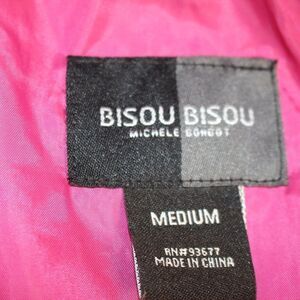 BISOU BISOU
MICHELE BOHBOT
MEDIUM
RN#93677
MADE IN CHINA